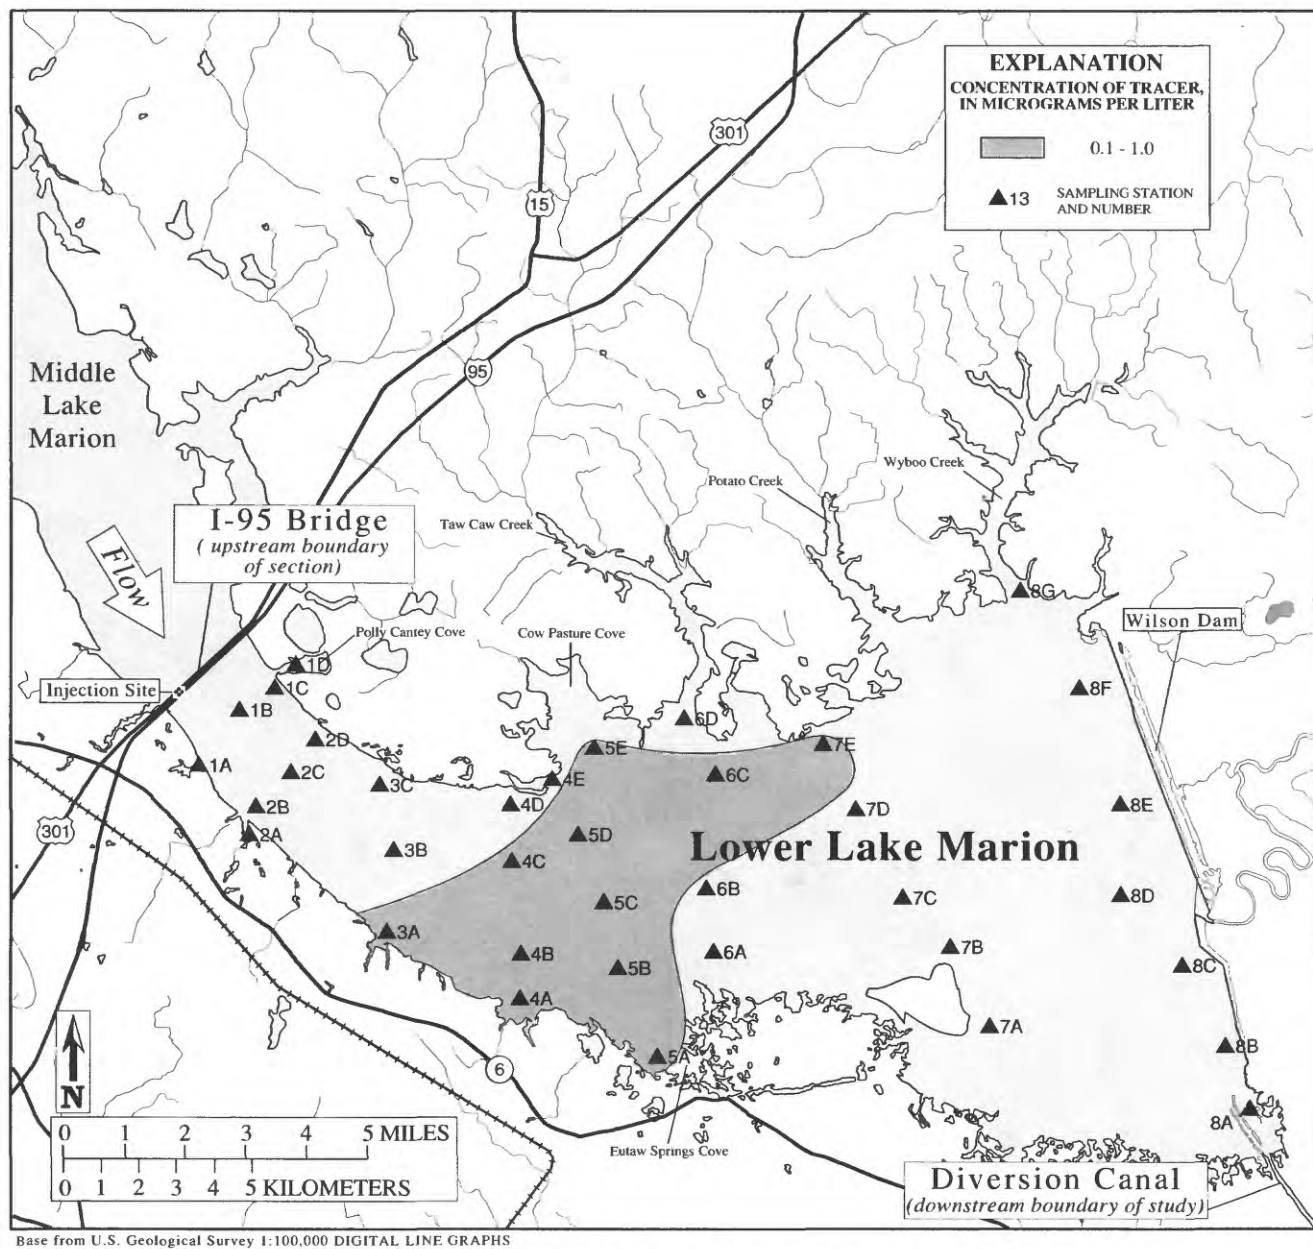 EXPLANATION
CONCENTRATION OF TRACER,
IN MICROGRAMS PER LITER
0.1 - 1.0
13 SAMPLING STATION
AND NUMBER
301
15
95
Middle
Lake
Marion
Wyboo Creek
Potato Creek
Taw Caw Creek
I-95 Bridge
( upstream boundary
of section)
Flow
8G
Wilson Dam
Polly Cantey Cove
Cow Pasture Cove
1D
Injection Site
1C
8F
1B
6D
2D
5E
7E
1A
2C
3C
4E
6C
2B
4D
7D
8E
301
2A
5D
3B
Lower Lake Marion
4C
6B
5C
7C
8D
3A
4B
6A
7B
5B
8C
4A
7A
8B
5A
6
N
8A
0 1 2 3 4 5 MILES
0 1 2 3 4 5 KILOMETERS
Eutaw Springs Cove
Diversion Canal
(downstream boundary of study)
Base from U.S. Geological Survey 1:100,000 DIGITAL LINE GRAPHS